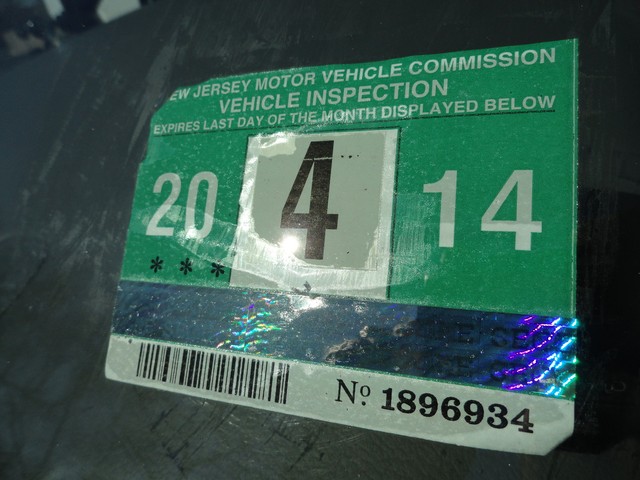 EW JERSEY MOTOR VEHICLE COMMISSION
VEHICLE INSPECTION
EXPIRES LAST DAY OF THE MONTH DISPLAYED BELOW
20 4 14
***
Nº 1896934